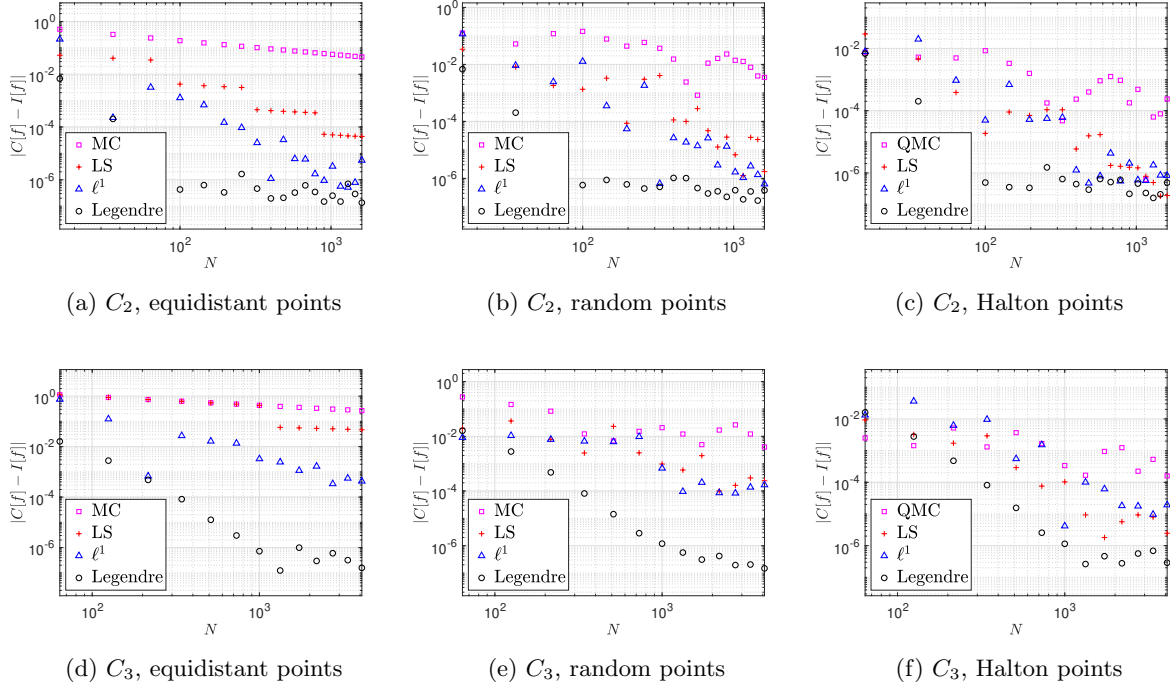 10^0
10^-2
10^-4
10^-6
|C[f] − I[f]|
MC
LS
ℓ^1
Legendre
10^2
10^3
N
(a) C_2, equidistant points
10^0
10^-2
10^-4
10^-6
|C[f] − I[f]|
MC
LS
ℓ^1
Legendre
10^2
10^3
N
(b) C_2, random points
10^-2
10^-4
10^-6
|C[f] − I[f]|
QMC
LS
ℓ^1
Legendre
10^2
10^3
N
(c) C_2, Halton points
10^0
10^-2
10^-4
10^-6
|C[f] − I[f]|
MC
LS
ℓ^1
Legendre
10^2
10^3
N
(d) C_3, equidistant points
10^0
10^-2
10^-4
10^-6
|C[f] − I[f]|
MC
LS
ℓ^1
Legendre
10^2
10^3
N
(e) C_3, random points
10^-2
10^-4
10^-6
|C[f] − I[f]|
QMC
LS
ℓ^1
Legendre
10^2
10^3
N
(f) C_3, Halton points